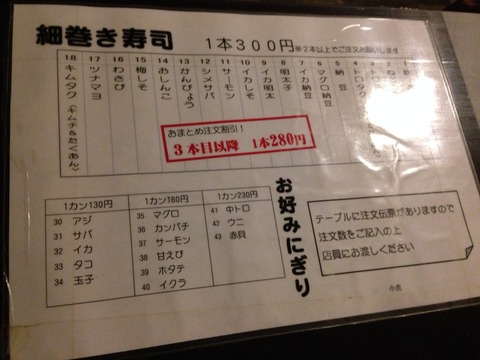 細巻き寿司
1本300円 ※2本以上でご注文お願いします
4 トロタク
5 納豆
6 マグロ納豆
7 イカ納豆
8 明太子
9 イカ明太
10 イカしそ
11 サーモン
12 シメサバ
13 かんぴょう
14 おしんこ
15 梅しそ
16 わさび
17 ツナマヨ
18 キムタク(キムチ&たくあん)
おまとめ注文割引！
3本目以降 1本280円
お好みにぎり
1カン130円
30 アジ
31 サバ
32 イカ
33 タコ
34 玉子
1カン180円
35 マグロ
36 カンパチ
37 サーモン
38 甘えび
39 ホタテ
40 イクラ
1カン230円
41 中トロ
42 ウニ
43 赤貝
テーブルに注文伝票がありますので
注文数をご記入の上
店員にお渡しください